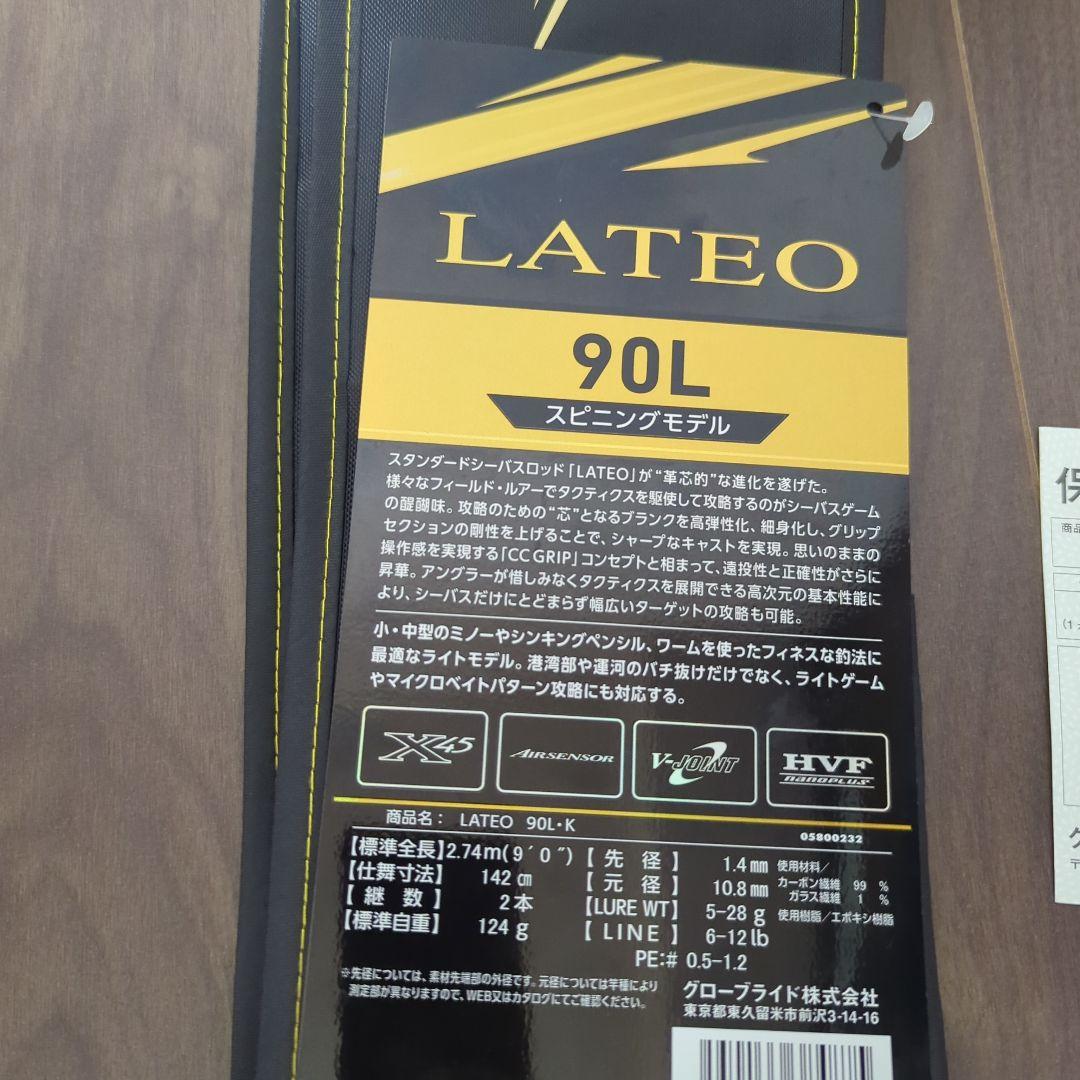 LATEO
90L
スピニングモデル
スタンダードシーバスロッド「LATEO」が“革芯的”な進化を遂げた。
様々なフィールド・ルアーでタクティクスを駆使して攻略するのがシーバスゲーム
の醍醐味。攻略のための“芯”となるブランクを高弾性化、細身化し、グリップ
セクションの剛性を上げることで、シャープなキャストを実現。思いのままの
操作感を実現する「CC GRIP」コンセプトと相まって、遠投性と正確性がさらに
昇華。アングラーが惜しみなくタクティクスを展開できる高次元の基本性能に
より、シーバスだけにとどまらず幅広いターゲットの攻略も可能。
小・中型のミノーやシンキングペンシル、ワームを使ったフィネスな釣法に
最適なライトモデル。港湾部や運河のバチ抜けだけでなく、ライトゲーム
やマイクロベイトパターン攻略にも対応する。
X45 AIRSENSOR V-JOINT HVF nanoplus
商品名: LATEO 90L・K
05800232
【標準全長】2.74m(9′0″) 【先径】 1.4mm 使用材料/
【仕舞寸法】 142cm 【元径】 10.8mm カーボン繊維 99 %
ガラス繊維 1 %
【継数】 2本 【LURE WT】 5-28g 使用樹脂/エポキシ樹脂
【標準自重】 124g 【LINE】 6-12lb
PE:# 0.5-1.2
※先径については、素材先端部の外径です。元径については竿種により
測定部が異なりますので、WEB又はカタログにてご確認ください。
グローブライド株式会社
東京都東久留米市前沢3-14-16
保
商品
(1
〒